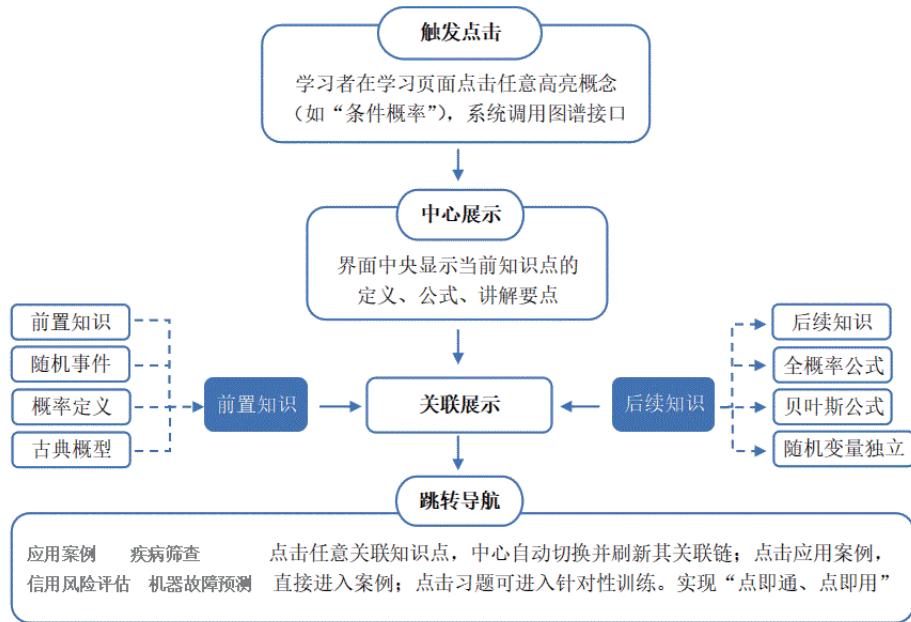 触发点击
学习者在学习页面点击任意高亮概念
（如“条件概率”），系统调用图谱接口
中心展示
界面中央显示当前知识点的
定义、公式、讲解要点
前置知识
随机事件
概率定义
古典概型
前置知识
关联展示
后续知识
后续知识
全概率公式
贝叶斯公式
随机变量独立
跳转导航
应用案例 疾病筛查 点击任意关联知识点，中心自动切换并刷新其关联链；点击应用案例，
信用风险评估 机器故障预测 直接进入案例；点击习题可进入针对性训练。实现“点即通、点即用”